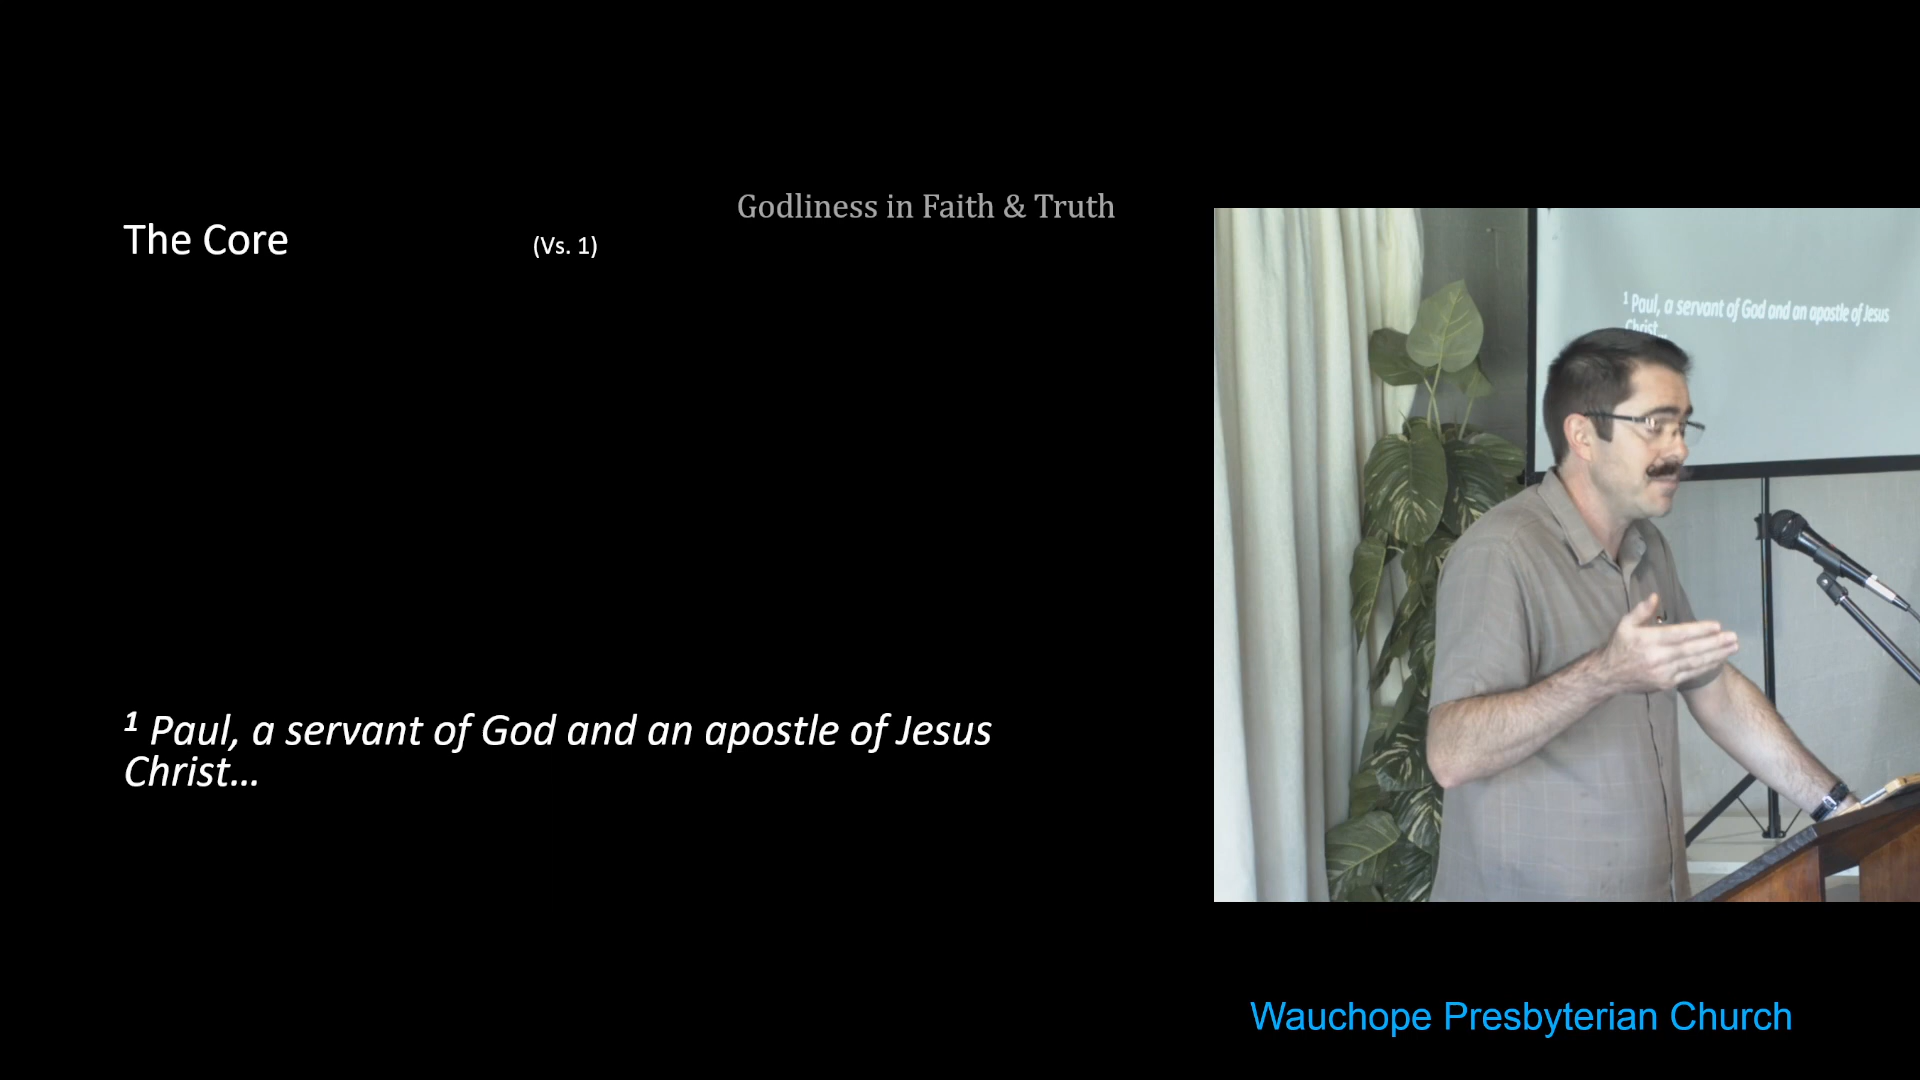 Godliness in Faith & Truth
The Core (Vs. 1)
1 Paul, a servant of God and an apostle of Jesus
Christ...
1 Paul, a servant of God and an apostle of Jesus
Christ...
Wauchope Presbyterian Church